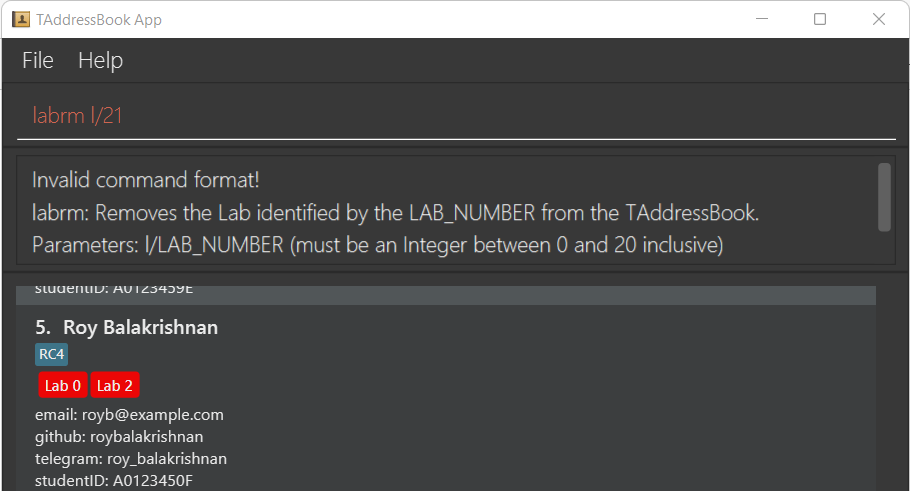 TAddressBook App
File Help
labrm l/21
Invalid command format!
labrm: Removes the Lab identified by the LAB_NUMBER from the TAddressBook.
Parameters: l/LAB_NUMBER (must be an Integer between 0 and 20 inclusive)
studentID: A0123459E
5. Roy Balakrishnan
RC4
Lab 0 Lab 2
email: royb@example.com
github: roybalakrishnan
telegram: roy_balakrishnan
studentID: A0123450F